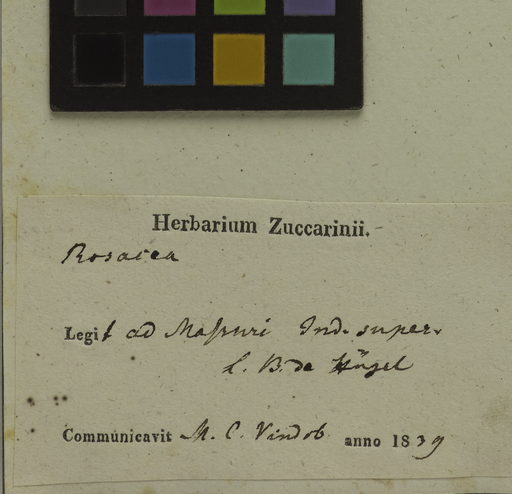 Herbarium Zuccarinii.
Rosacea
Legit ad Maſsuri Ind. super.
L. B. de Hügel
Communicavit M. C. Vindob anno 1839